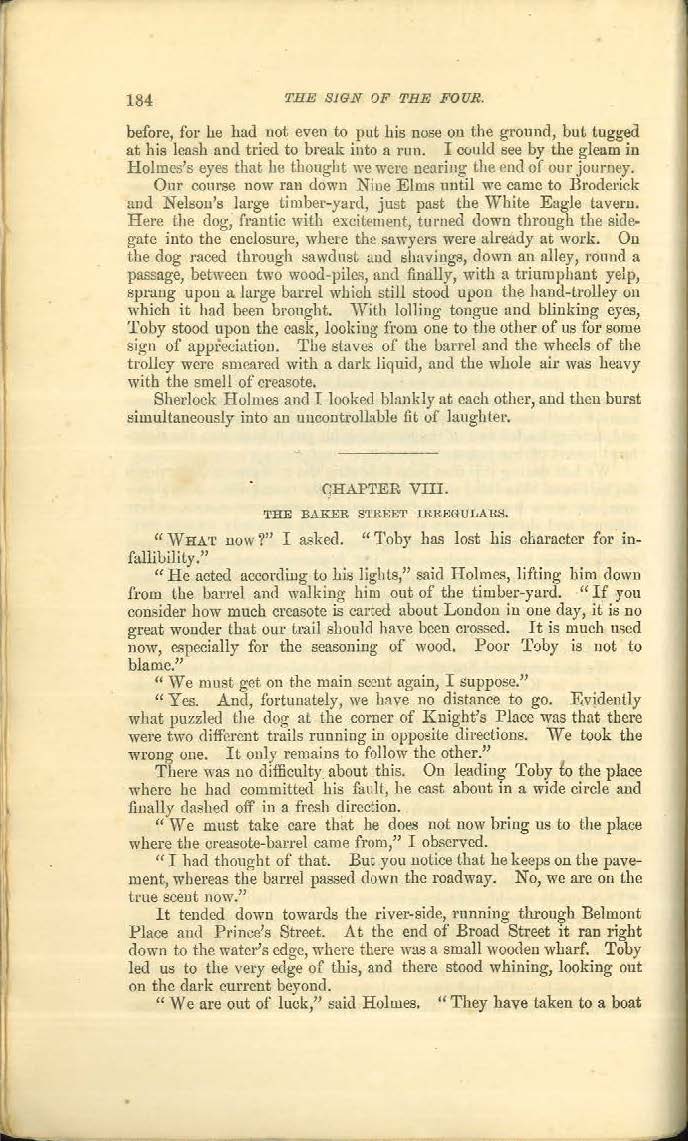 184 THE SIGN OF THE FOUR.
before, for he had not even to put his nose on the ground, but tugged
at his leash and tried to break into a run. I could see by the gleam in
Holmes's eyes that he thought we were nearing the end of our journey.
Our course now ran down Nine Elms until we came to Broderick
and Nelson's large timber-yard, just past the White Eagle tavern.
Here the dog, frantic with excitement, turned down through the side-
gate into the enclosure, where the sawyers were already at work. On
the dog raced through sawdust and shavings, down an alley, round a
passage, between two wood-piles, and finally, with a triumphant yelp,
sprang upon a large barrel which still stood upon the hand-trolley on
which it had been brought. With lolling tongue and blinking eyes,
Toby stood upon the cask, looking from one to the other of us for some
sign of appreciation. The staves of the barrel and the wheels of the
trolley were smeared with a dark liquid, and the whole air was heavy
with the smell of creasote.
Sherlock Holmes and I looked blankly at each other, and then burst
simultaneously into an uncontrollable fit of laughter.
CHAPTER VIII.
THE BAKER STREET IRREGULARS.
"WHAT now?" I asked. "Toby has lost his character for in-
fallibility."
"He acted according to his lights," said Holmes, lifting him down
from the barrel and walking him out of the timber-yard. "If you
consider how much creasote is carted about London in one day, it is no
great wonder that our trail should have been crossed. It is much used
now, especially for the seasoning of wood. Poor Toby is not to
blame."
"We must get on the main scent again, I suppose."
"Yes. And, fortunately, we have no distance to go. Evidently
what puzzled the dog at the corner of Knight's Place was that there
were two different trails running in opposite directions. We took the
wrong one. It only remains to follow the other."
There was no difficulty about this. On leading Toby to the place
where he had committed his fault, he cast about in a wide circle and
finally dashed off in a fresh direction.
"We must take care that he does not now bring us to the place
where the creasote-barrel came from," I observed.
"I had thought of that. But you notice that he keeps on the pave-
ment, whereas the barrel passed down the roadway. No, we are on the
true scent now."
It tended down towards the river-side, running through Belmont
Place and Prince's Street. At the end of Broad Street it ran right
down to the water's edge, where there was a small wooden wharf. Toby
led us to the very edge of this, and there stood whining, looking out
on the dark current beyond.
"We are out of luck," said Holmes. "They have taken to a boat